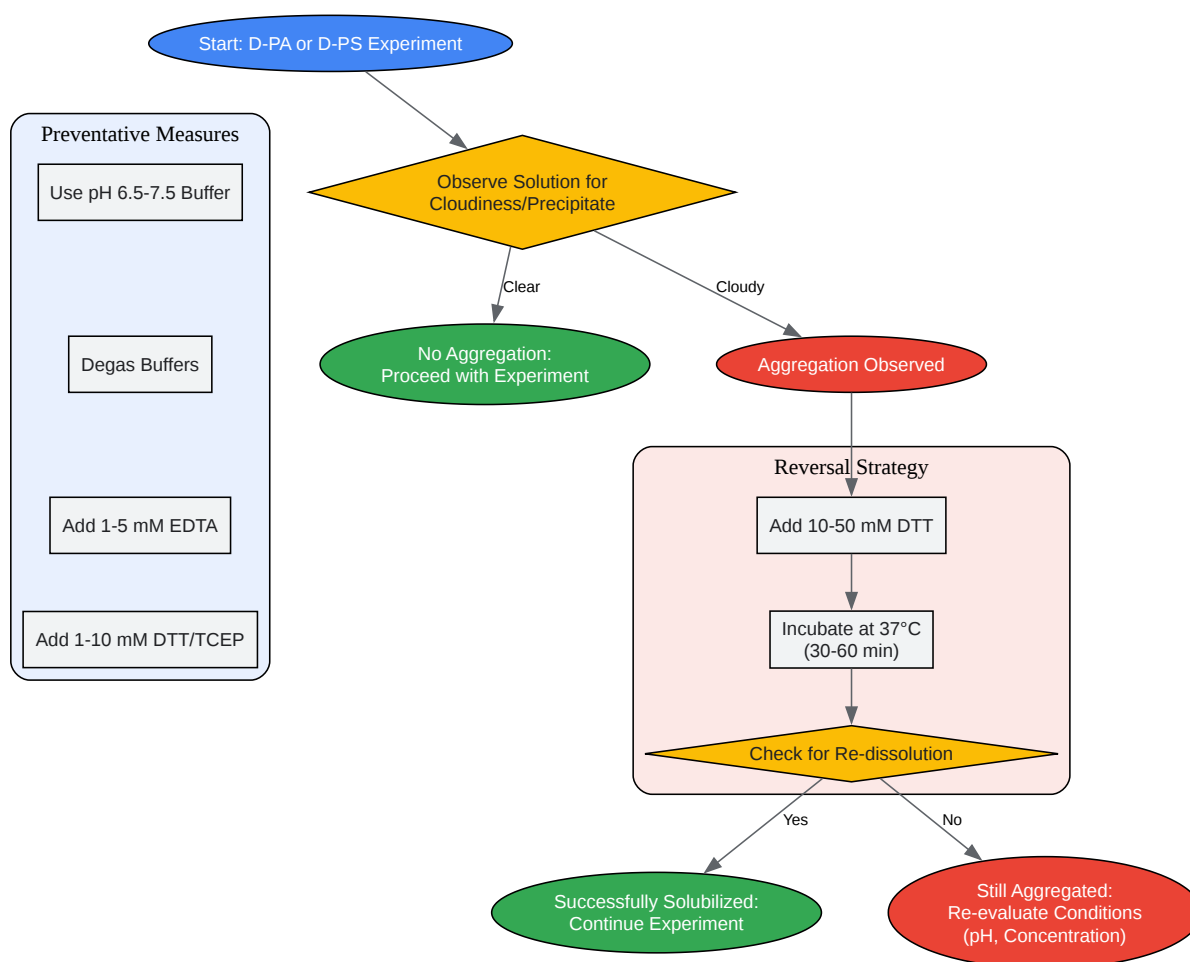 Start: D-PA or D-PS Experiment
Preventative Measures
Use pH 6.5-7.5 Buffer
Degas Buffers
Add 1-5 mM EDTA
Add 1-10 mM DTT/TCEP
Observe Solution for
Cloudiness/Precipitate
Clear
Cloudy
No Aggregation:
Proceed with Experiment
Aggregation Observed
Reversal Strategy
Add 10-50 mM DTT
Incubate at 37°C
(30-60 min)
Check for Re-dissolution
Yes
No
Successfully Solubilized:
Continue Experiment
Still Aggregated:
Re-evaluate Conditions
(pH, Concentration)